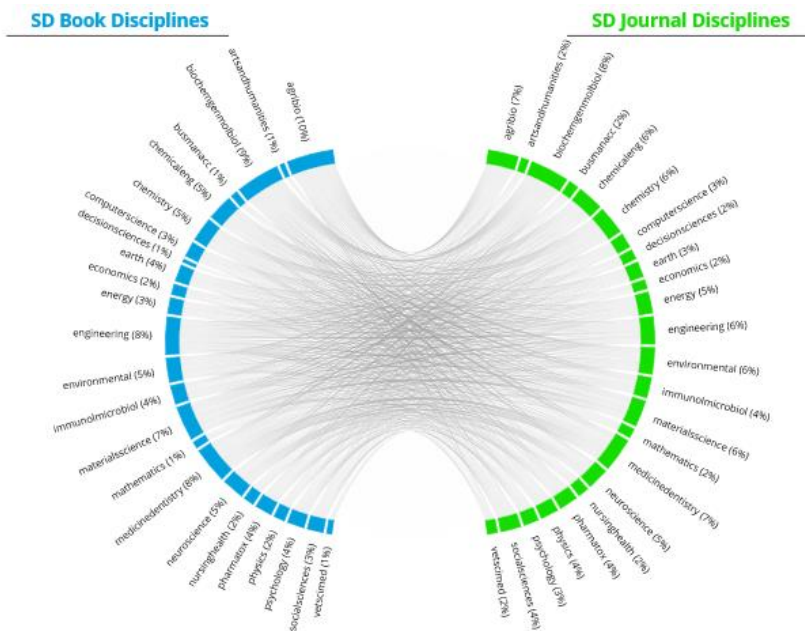 SD Book Disciplines
SD Journal Disciplines
agribio (10%)
artsandhumanities (1%)
biochemgenmolbiol (9%)
busmanacc (1%)
chemicaleng (5%)
chemistry (5%)
computerscience (3%)
decisionsciences (1%)
earth (4%)
economics (2%)
energy (3%)
engineering (8%)
environmental (5%)
immunolmicrobiol (4%)
materialsscience (7%)
mathematics (1%)
medicinedentistry (8%)
neuroscience (5%)
nursinghealth (2%)
pharmatox (4%)
physics (2%)
psychology (4%)
socialsciences (3%)
vetscimed (1%)
agribio (7%)
artsandhumanities (2%)
biochemgenmolbiol (8%)
busmanacc (2%)
chemicaleng (6%)
chemistry (6%)
computerscience (3%)
decisionsciences (2%)
earth (3%)
economics (2%)
energy (5%)
engineering (6%)
environmental (6%)
immunolmicrobiol (4%)
materialsscience (6%)
mathematics (2%)
medicinedentistry (7%)
neuroscience (5%)
nursinghealth (2%)
pharmatox (4%)
physics (4%)
psychology (3%)
socialsciences (4%)
vetscimed (2%)